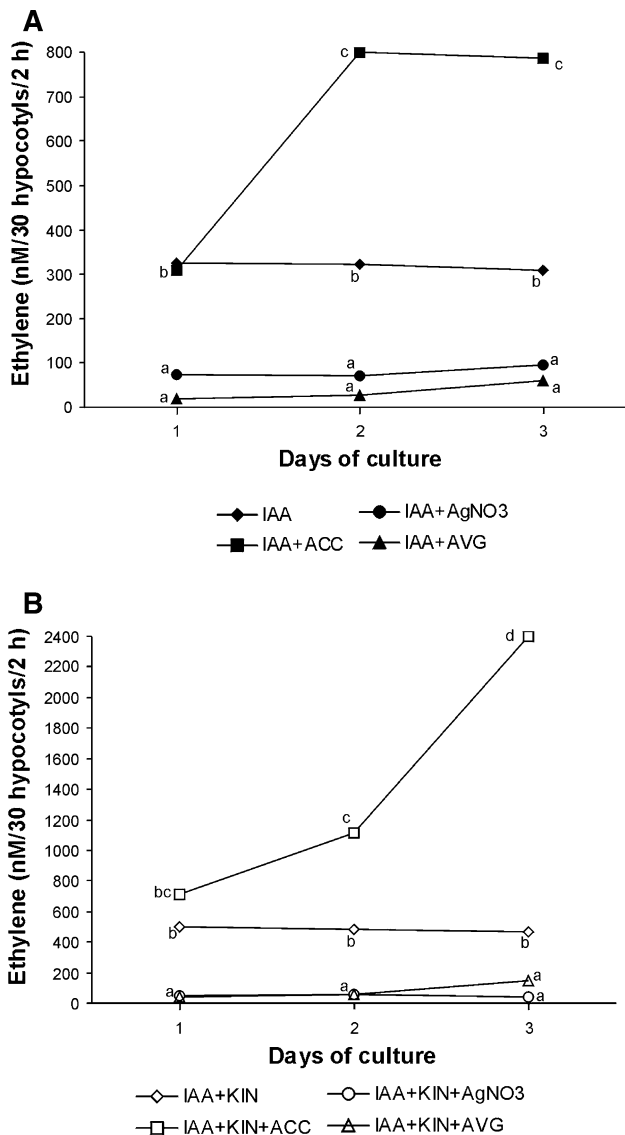 A
Ethylene (nM/30 hypocotyls/2 h)
800
700
600
500
400
300
200
100
0
c
c
b
b
b
a
a
a
a
a
a
1 2 3
Days of culture
IAA IAA+AgNO3
IAA+ACC IAA+AVG
B
Ethylene (nM/30 hypocotyls/2 h)
2400
2200
2000
1800
1600
1400
1200
1000
800
600
400
200
0
d
c
bc
b
b
b
a
a
a
a
1 2 3
Days of culture
IAA+KIN IAA+KIN+AgNO3
IAA+KIN+ACC IAA+KIN+AVG